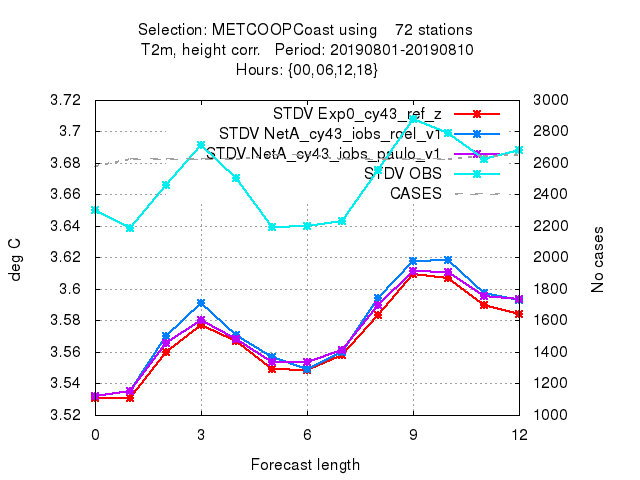 Selection: METCOOPCoast using 72 stations
T2m, height corr. Period: 20190801-20190810
Hours: {00,06,12,18}
3.72
3.7
3.68
3.66
3.64
3.62
3.6
3.58
3.56
3.54
3.52
deg C
STDV Exp0_cy43_ref_z
STDV NetA_cy43_iobs_roel_v1
STDV NetA_cy43_iobs_paulo_v1
STDV OBS
CASES
3000
2800
2600
2400
2200
2000
1800
1600
1400
1200
1000
No cases
0 3 6 9 12
Forecast length